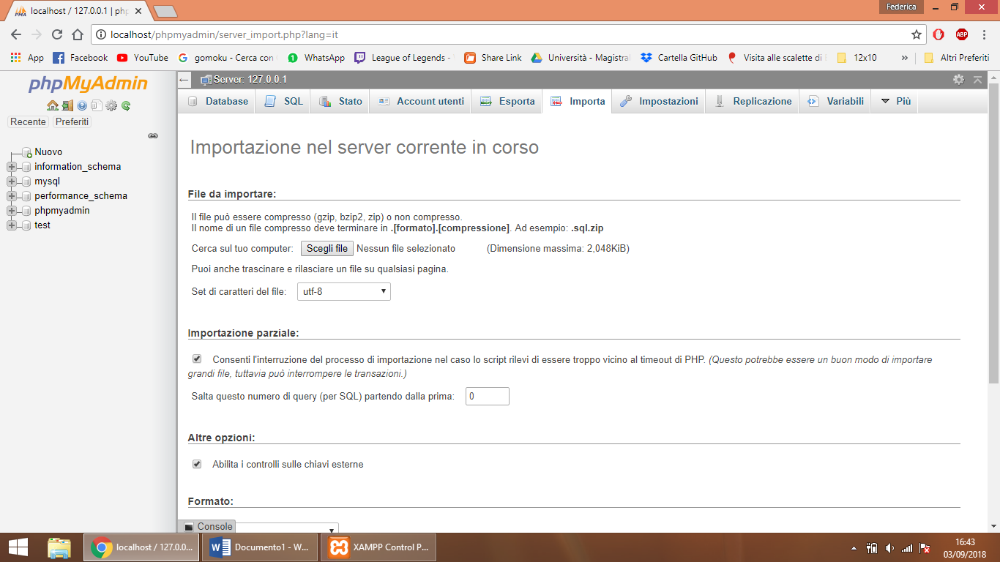 localhost / 127.0.0.1 | php
Federica
localhost/phpmyadmin/server_import.php?lang=it
ABP
App
Facebook
YouTube
gomoku - Cerca con
WhatsApp
League of Legends -
Share Link
Università - Magistral
Cartella GitHub
Visita alle scalette di
12x10
»
Altri Preferiti
phpMyAdmin
Recente
Preferiti
Nuovo
information_schema
mysql
performance_schema
phpmyadmin
test
Server: 127.0.0.1
Database
SQL
Stato
Account utenti
Esporta
Importa
Impostazioni
Replicazione
Variabili
Più
Importazione nel server corrente in corso
File da importare:
Il file può essere compresso (gzip, bzip2, zip) o non compresso.
Il nome di un file compresso deve terminare in .[formato].[compressione]. Ad esempio: .sql.zip
Cerca sul tuo computer: Scegli file Nessun file selezionato (Dimensione massima: 2,048KiB)
Puoi anche trascinare e rilasciare un file su qualsiasi pagina.
Set di caratteri del file: utf-8
Importazione parziale:
Consenti l'interruzione del processo di importazione nel caso lo script rilevi di essere troppo vicino al timeout di PHP. (Questo potrebbe essere un buon modo di importare
grandi file, tuttavia può interrompere le transazioni.)
Salta questo numero di query (per SQL) partendo dalla prima: 0
Altre opzioni:
Abilita i controlli sulle chiavi esterne
Formato:
Console
localhost / 127.0.0...
Documento1 - W...
XAMPP Control P...
16:43
03/09/2018